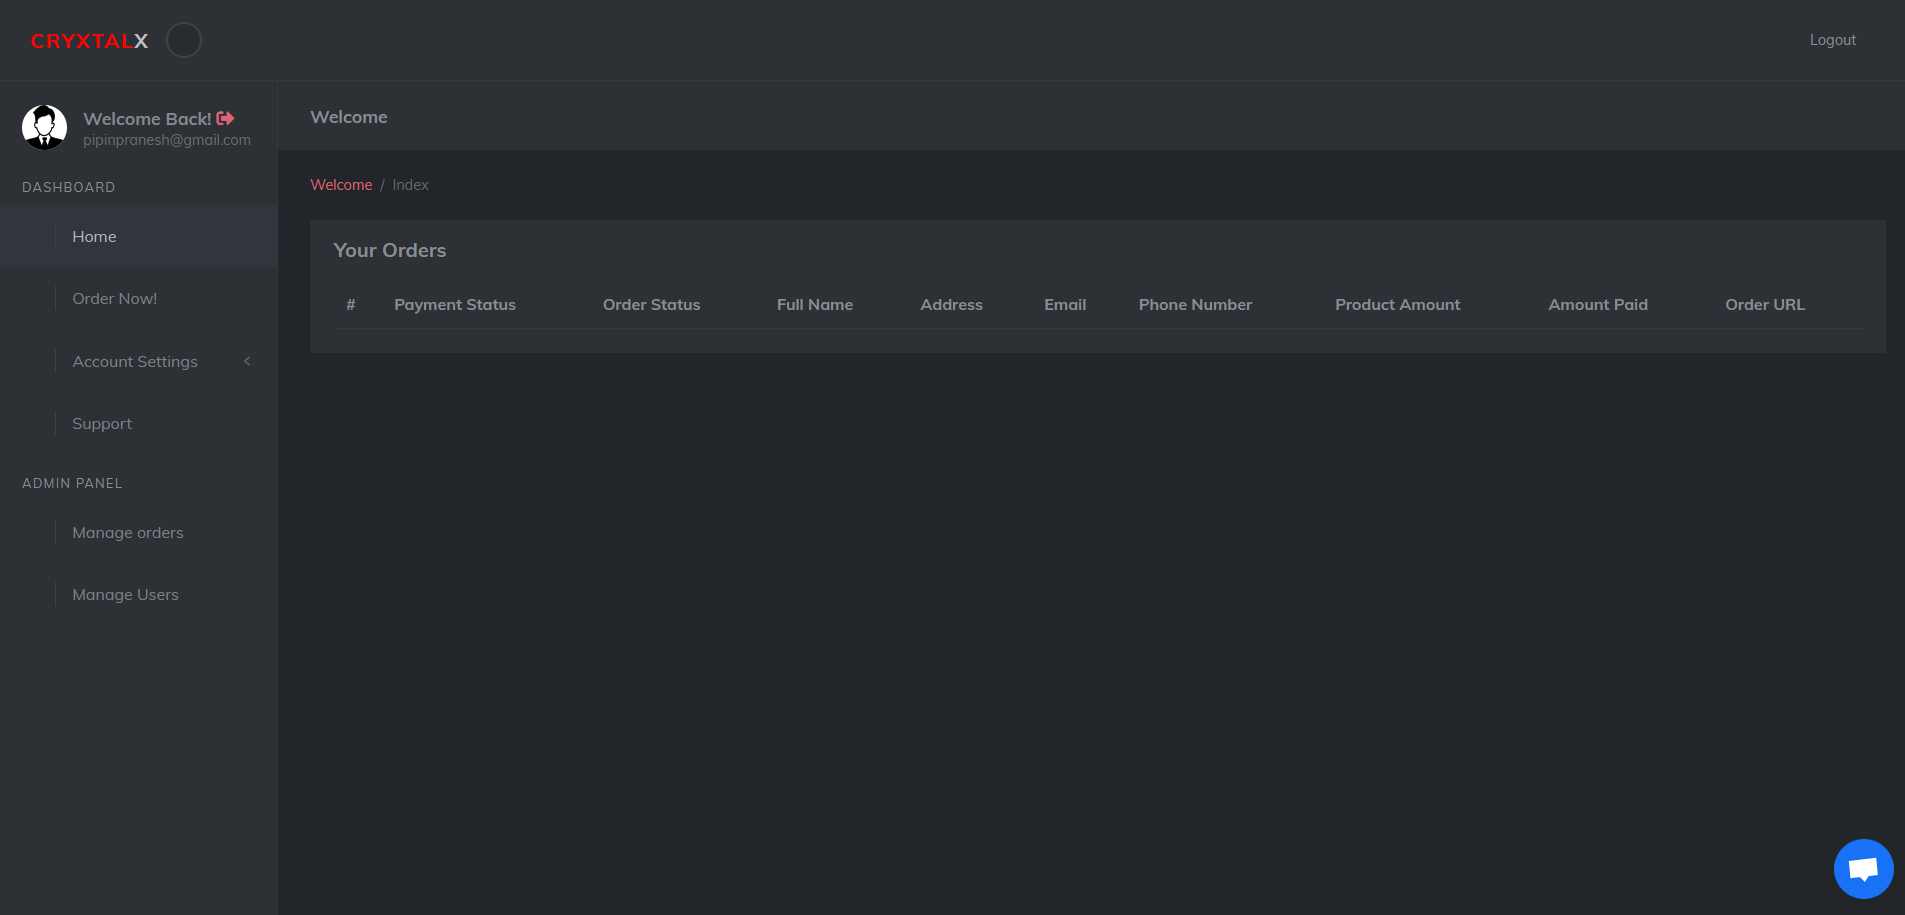 CRYXTALX
Logout
Welcome Back!
pipinpranesh@gmail.com
DASHBOARD
Home
Order Now!
Account Settings
Support
ADMIN PANEL
Manage orders
Manage Users
Welcome
Welcome / Index
Your Orders
# Payment Status Order Status Full Name Address Email Phone Number Product Amount Amount Paid Order URL